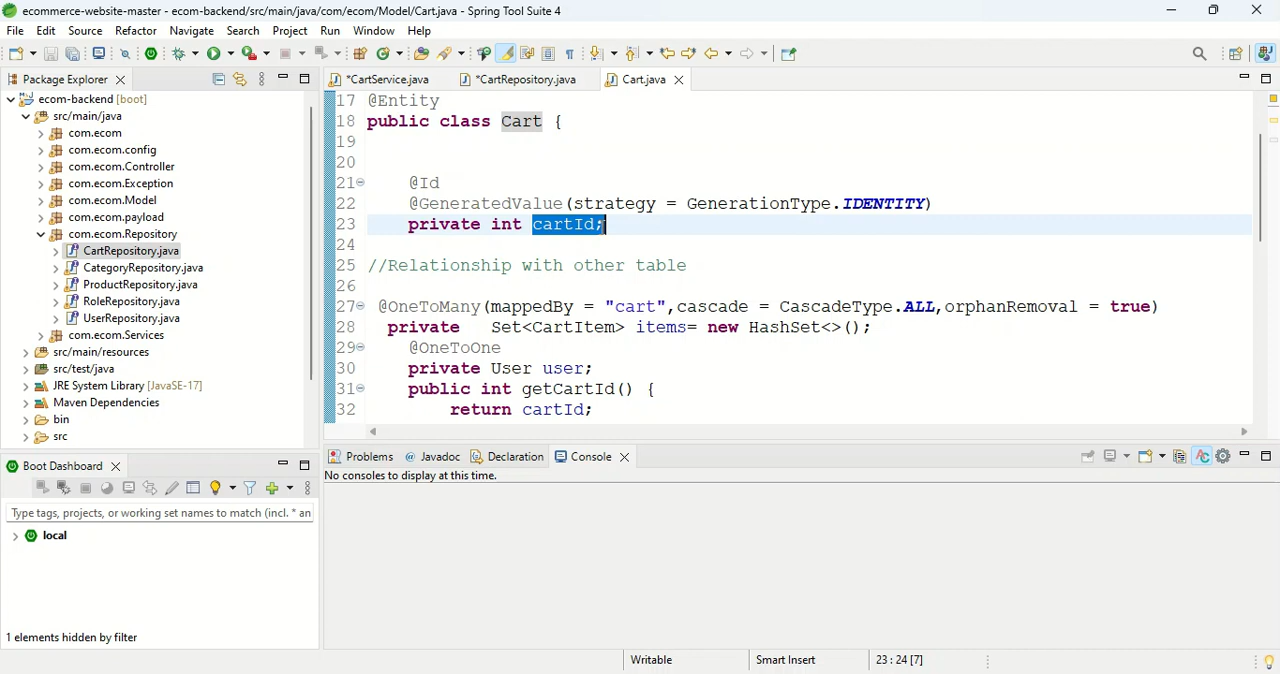 ecommerce-website-master - ecom-backend/src/main/java/com/ecom/Model/Cart.java - Spring Tool Suite 4
File Edit Source Refactor Navigate Search Project Run Window Help
Package Explorer
ecom-backend [boot]
src/main/java
com.ecom
com.ecom.config
com.ecom.Controller
com.ecom.Exception
com.ecom.Model
com.ecom.payload
com.ecom.Repository
CartRepository.java
CategoryRepository.java
ProductRepository.java
RoleRepository.java
UserRepository.java
com.ecom.Services
src/main/resources
src/test/java
JRE System Library [JavaSE-17]
Maven Dependencies
bin
src
*CartService.java *CartRepository.java Cart.java
17 @Entity
18 public class Cart {
19
20
21 @Id
22 @GeneratedValue(strategy = GenerationType.IDENTITY)
23 private int cartId;
24
25 //Relationship with other table
26
27 @OneToMany(mappedBy = "cart",cascade = CascadeType.ALL,orphanRemoval = true)
28 private Set<CartItem> items= new HashSet<>();
29 @OneToOne
30 private User user;
31 public int getCartId() {
32 return cartId;
Boot Dashboard
Type tags, projects, or working set names to match (incl. * an
local
1 elements hidden by filter
Problems Javadoc Declaration Console
No consoles to display at this time.
Writable Smart Insert 23 : 24 [7]